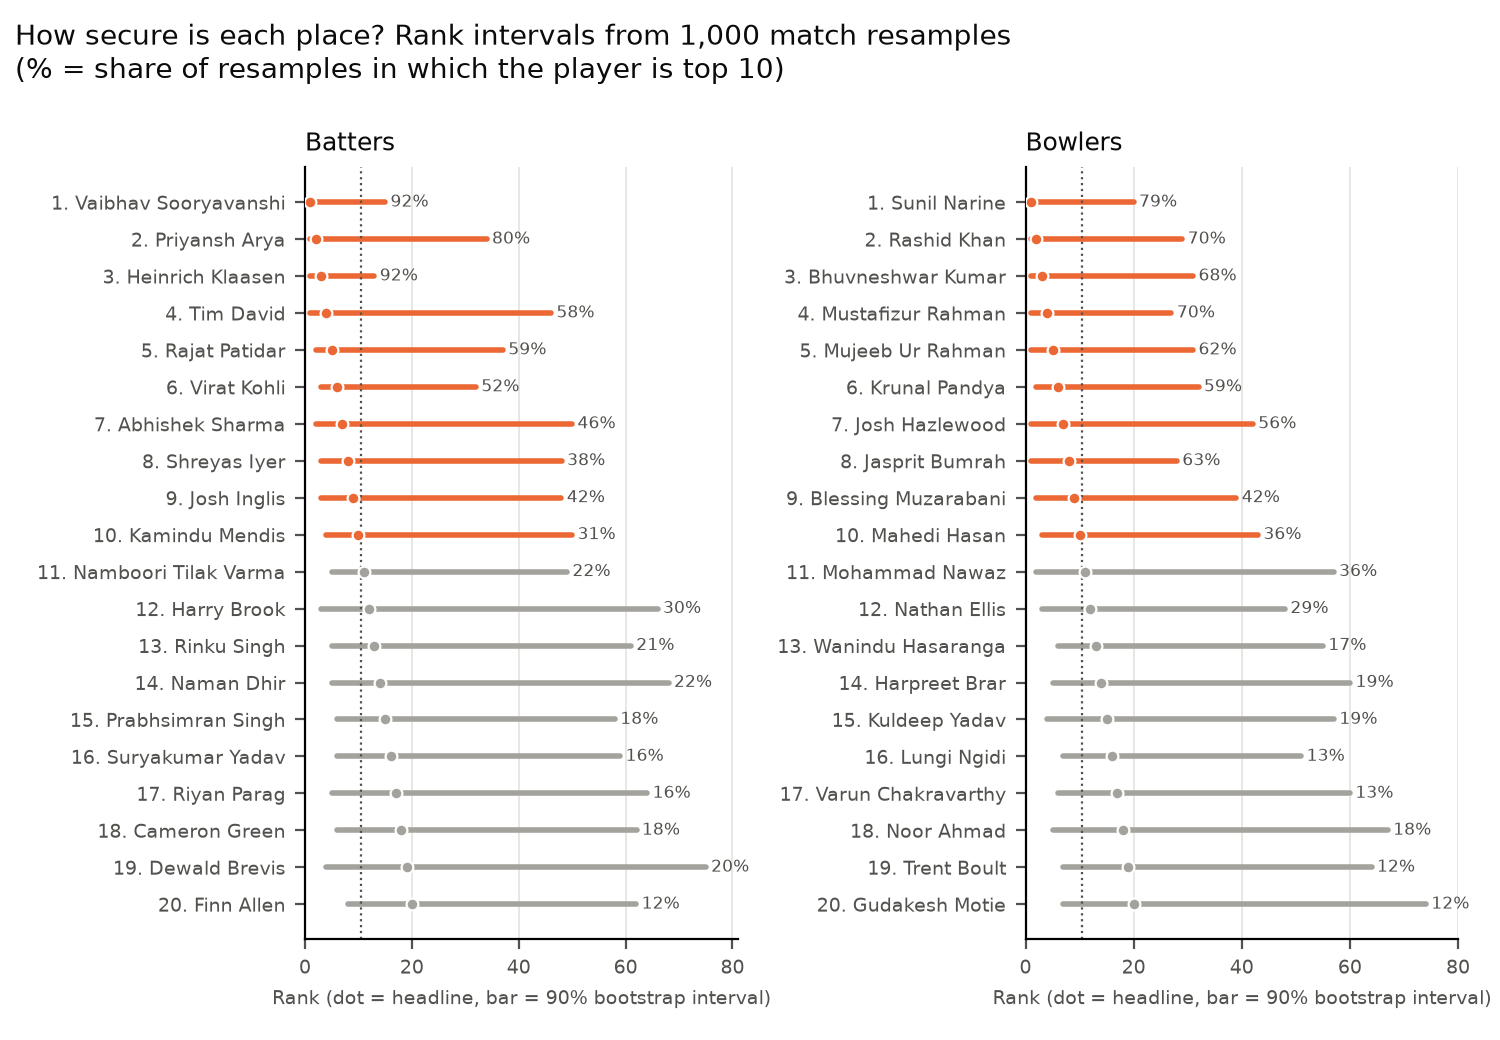 How secure is each place? Rank intervals from 1,000 match resamples
(% = share of resamples in which the player is top 10)
Batters
1. Vaibhav Sooryavanshi 92%
2. Priyansh Arya 80%
3. Heinrich Klaasen 92%
4. Tim David 58%
5. Rajat Patidar 59%
6. Virat Kohli 52%
7. Abhishek Sharma 46%
8. Shreyas Iyer 38%
9. Josh Inglis 42%
10. Kamindu Mendis 31%
11. Namboori Tilak Varma 22%
12. Harry Brook 30%
13. Rinku Singh 21%
14. Naman Dhir 22%
15. Prabhsimran Singh 18%
16. Suryakumar Yadav 16%
17. Riyan Parag 16%
18. Cameron Green 18%
19. Dewald Brevis 20%
20. Finn Allen 12%
0 20 40 60 80
Rank (dot = headline, bar = 90% bootstrap interval)
Bowlers
1. Sunil Narine 79%
2. Rashid Khan 70%
3. Bhuvneshwar Kumar 68%
4. Mustafizur Rahman 70%
5. Mujeeb Ur Rahman 62%
6. Krunal Pandya 59%
7. Josh Hazlewood 56%
8. Jasprit Bumrah 63%
9. Blessing Muzarabani 42%
10. Mahedi Hasan 36%
11. Mohammad Nawaz 36%
12. Nathan Ellis 29%
13. Wanindu Hasaranga 17%
14. Harpreet Brar 19%
15. Kuldeep Yadav 19%
16. Lungi Ngidi 13%
17. Varun Chakravarthy 13%
18. Noor Ahmad 18%
19. Trent Boult 12%
20. Gudakesh Motie 12%
0 20 40 60 80
Rank (dot = headline, bar = 90% bootstrap interval)